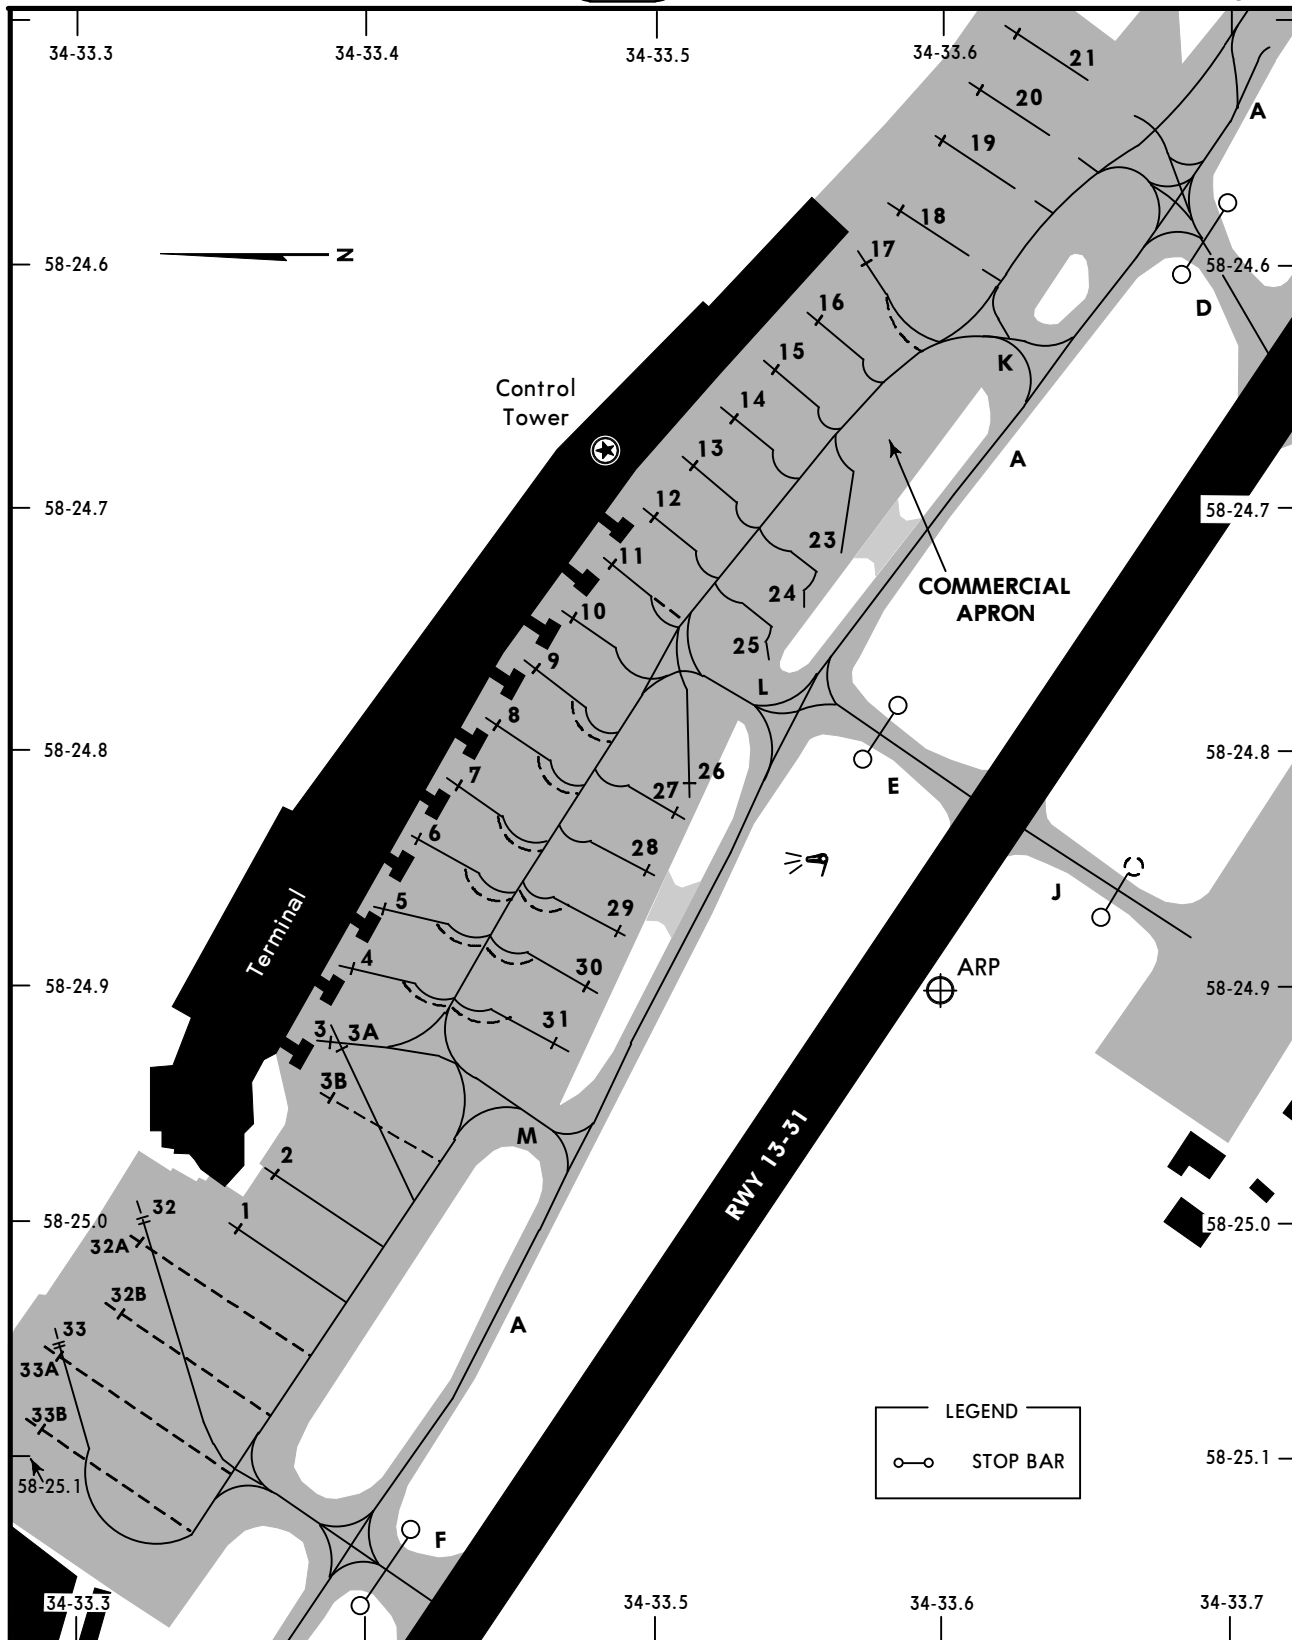 34-33.3
34-33.4
34-33.5
34-33.6
21
20
A
19
18
58-24.6
N
17
58-24.6
16
D
15
K
Control
Tower
14
13
A
12
58-24.7
58-24.7
11
23
COMMERCIAL
APRON
24
10
25
9
L
8
58-24.8
58-24.8
7
26
27
E
6
28
5
29
J
Terminal
4
30
ARP
58-24.9
58-24.9
31
3
3A
3B
M
2
RWY 13-31
1
32
58-25.0
58-25.0
32A
32B
33
A
33A
33B
LEGEND
STOP BAR
58-25.1
58-25.1
F
34-33.3
34-33.5
34-33.6
34-33.7